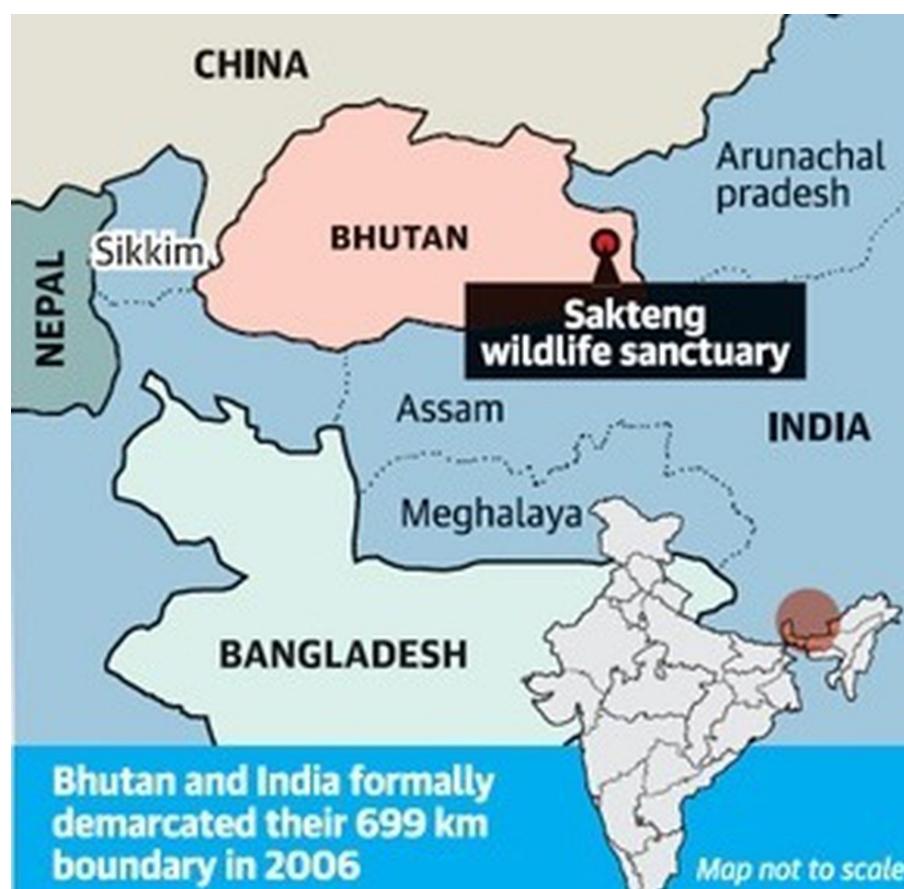 CHINA
Arunachal
pradesh
BHUTAN
Sikkim
NEPAL
Sakteng
wildlife sanctuary
Assam
INDIA
Meghalaya
BANGLADESH
Bhutan and India formally
demarcated their 699 km
boundary in 2006
Map not to scale